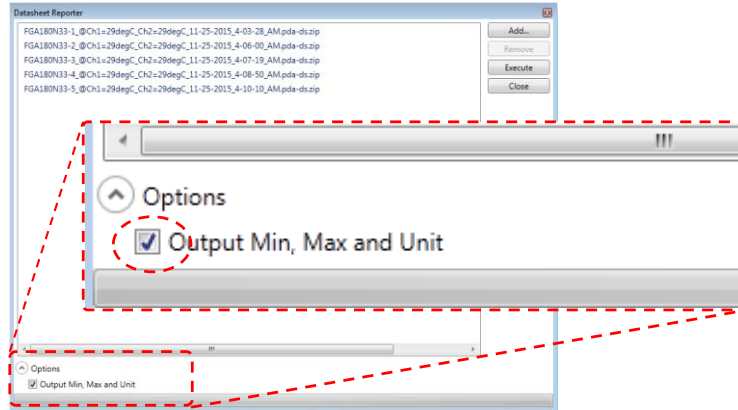 Datasheet Reporter
FGA180N33-1_@Ch1=29degC_Ch2=29degC_11-25-2015_4-03-28_AM.pda-ds.zip
FGA180N33-2_@Ch1=29degC_Ch2=29degC_11-25-2015_4-06-00_AM.pda-ds.zip
FGA180N33-3_@Ch1=29degC_Ch2=29degC_11-25-2015_4-07-19_AM.pda-ds.zip
FGA180N33-4_@Ch1=29degC_Ch2=29degC_11-25-2015_4-08-50_AM.pda-ds.zip
FGA180N33-5_@Ch1=29degC_Ch2=29degC_11-25-2015_4-10-10_AM.pda-ds.zip
Add...
Remove
Execute
Close
Options
Output Min, Max and Unit
Options
Output Min, Max and Unit